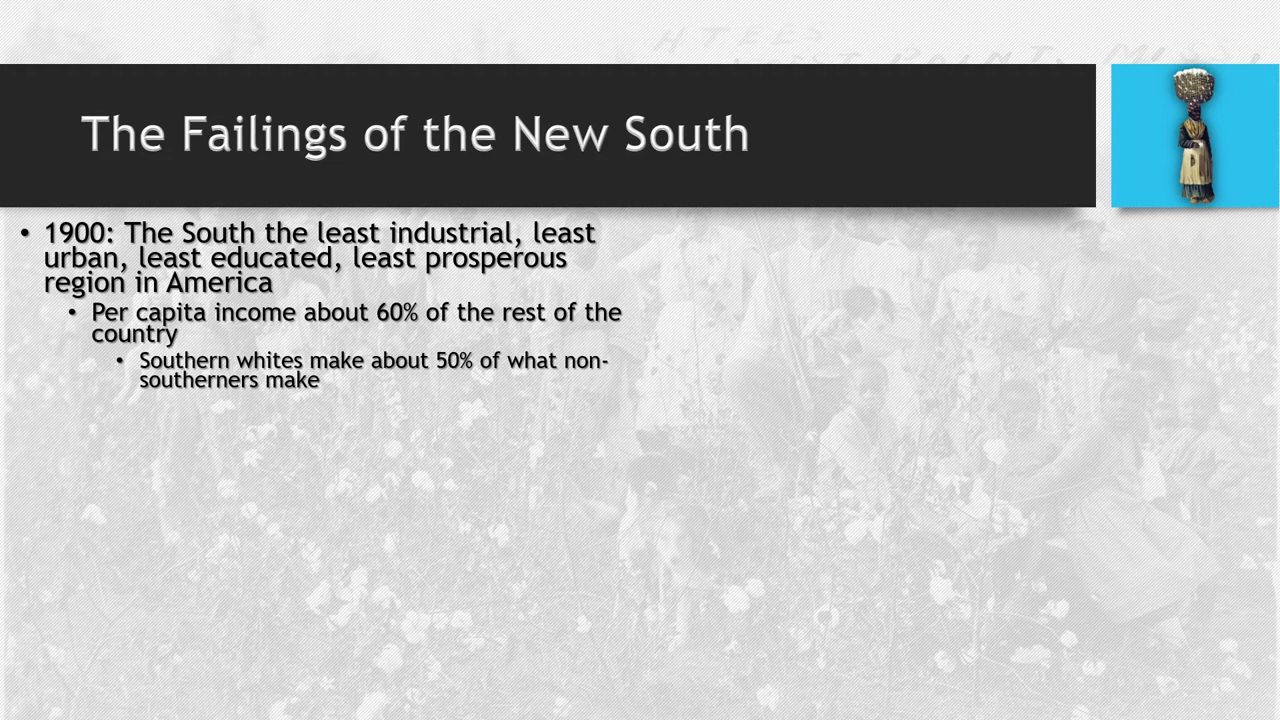 The Failings of the New South
• 1900: The South the least industrial, least
urban, least educated, least prosperous
region in America
• Per capita income about 60% of the rest of the
country
• Southern whites make about 50% of what non-
southerners make